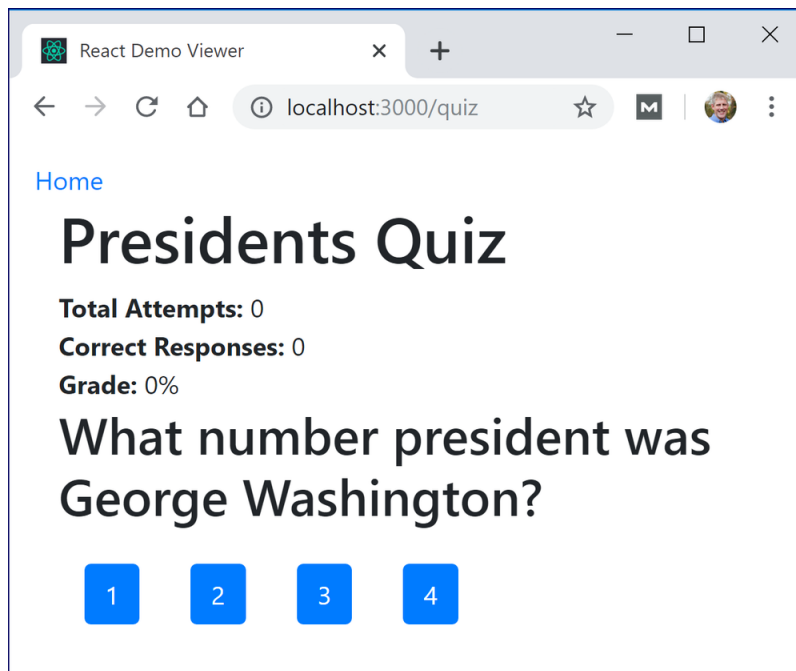 React Demo Viewer
localhost:3000/quiz
Home
Presidents Quiz
Total Attempts: 0
Correct Responses: 0
Grade: 0%
What number president was
George Washington?
1 2 3 4